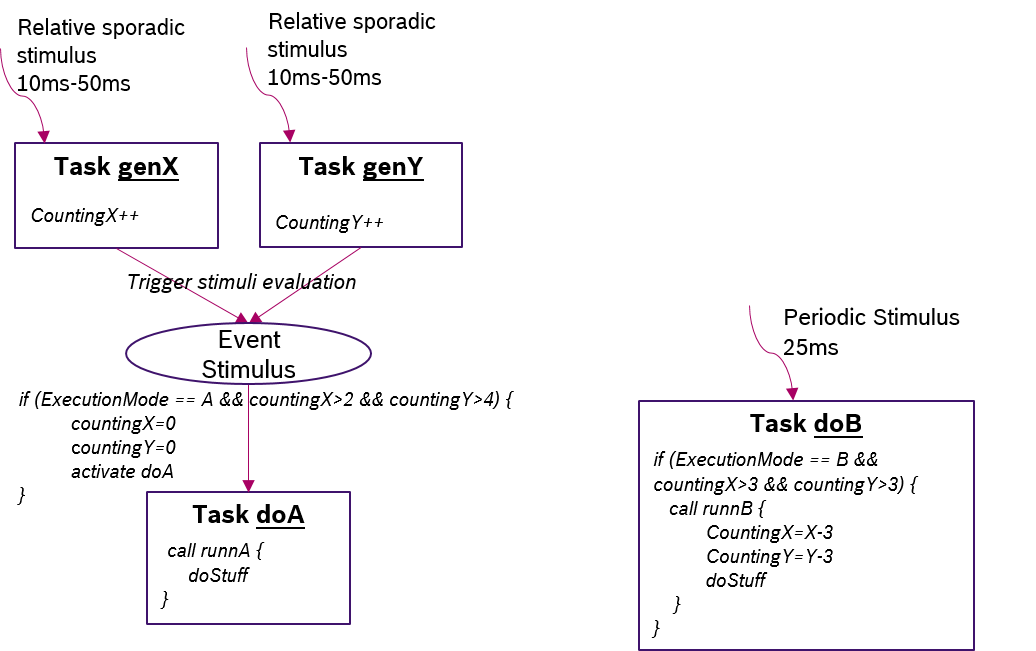 Relative sporadic
stimulus
10ms-50ms
Relative sporadic
stimulus
10ms-50ms
Task genX
CountingX++
Task genY
CountingY++
Trigger stimuli evaluation
Event
Stimulus
if (ExecutionMode == A && countingX>2 && countingY>4) {
countingX=0
countingY=0
activate doA
}
Task doA
call runnA {
doStuff
}
Periodic Stimulus
25ms
Task doB
if (ExecutionMode == B &&
countingX>3 && countingY>3) {
call runnB {
CountingX=X-3
CountingY=Y-3
doStuff
}
}